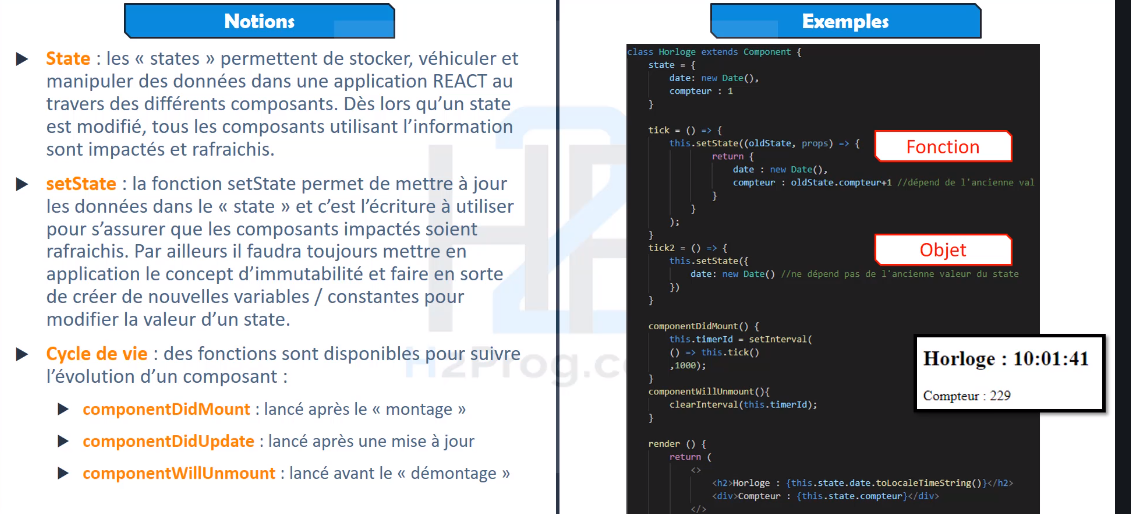 Notions
State : les « states » permettent de stocker, véhiculer et
manipuler des données dans une application REACT au
travers des différents composants. Dès lors qu’un state
est modifié, tous les composants utilisant l’information
sont impactés et rafraichis.
setState : la fonction setState permet de mettre à jour
les données dans le « state » et c’est l’écriture à utiliser
pour s’assurer que les composants impactés soient
rafraichis. Par ailleurs il faudra toujours mettre en
application le concept d’immutabilité et faire en sorte
de créer de nouvelles variables / constantes pour
modifier la valeur d’un state.
Cycle de vie : des fonctions sont disponibles pour suivre
l’évolution d’un composant :
componentDidMount : lancé après le « montage »
componentDidUpdate : lancé après une mise à jour
componentWillUnmount : lancé avant le « démontage »
H2Prog.co
Exemples
class Horloge extends Component {
state = {
date: new Date(),
compteur : 1
}
tick = () => {
this.setState((oldState, props) => {
return {
date : new Date(),
compteur : oldState.compteur+1 //dépend de l'ancienne val
}
}
);
}
Fonction
tick2 = () => {
this.setState({
date: new Date() //ne dépend pas de l'ancienne valeur du state
})
}
Objet
componentDidMount() {
this.timerId = setInterval(
() => this.tick()
,1000);
}
componentWillUnmount(){
clearInterval(this.timerId);
}
render () {
return (
<>
<h2>Horloge : {this.state.date.toLocaleTimeString()}</h2>
<div>Compteur : {this.state.compteur}</div>
</>
Horloge : 10:01:41
Compteur : 229